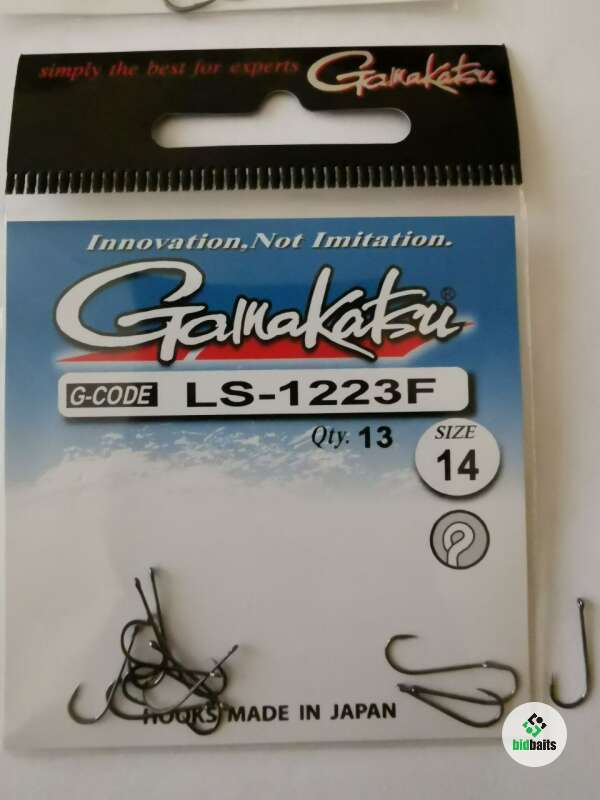 simply the best for experts Gamakatsu
Innovation,Not Imitation.
Gamakatsu®
G-CODE LS-1223F
Qty. 13 SIZE
14
HOOKS MADE IN JAPAN
bidbaits